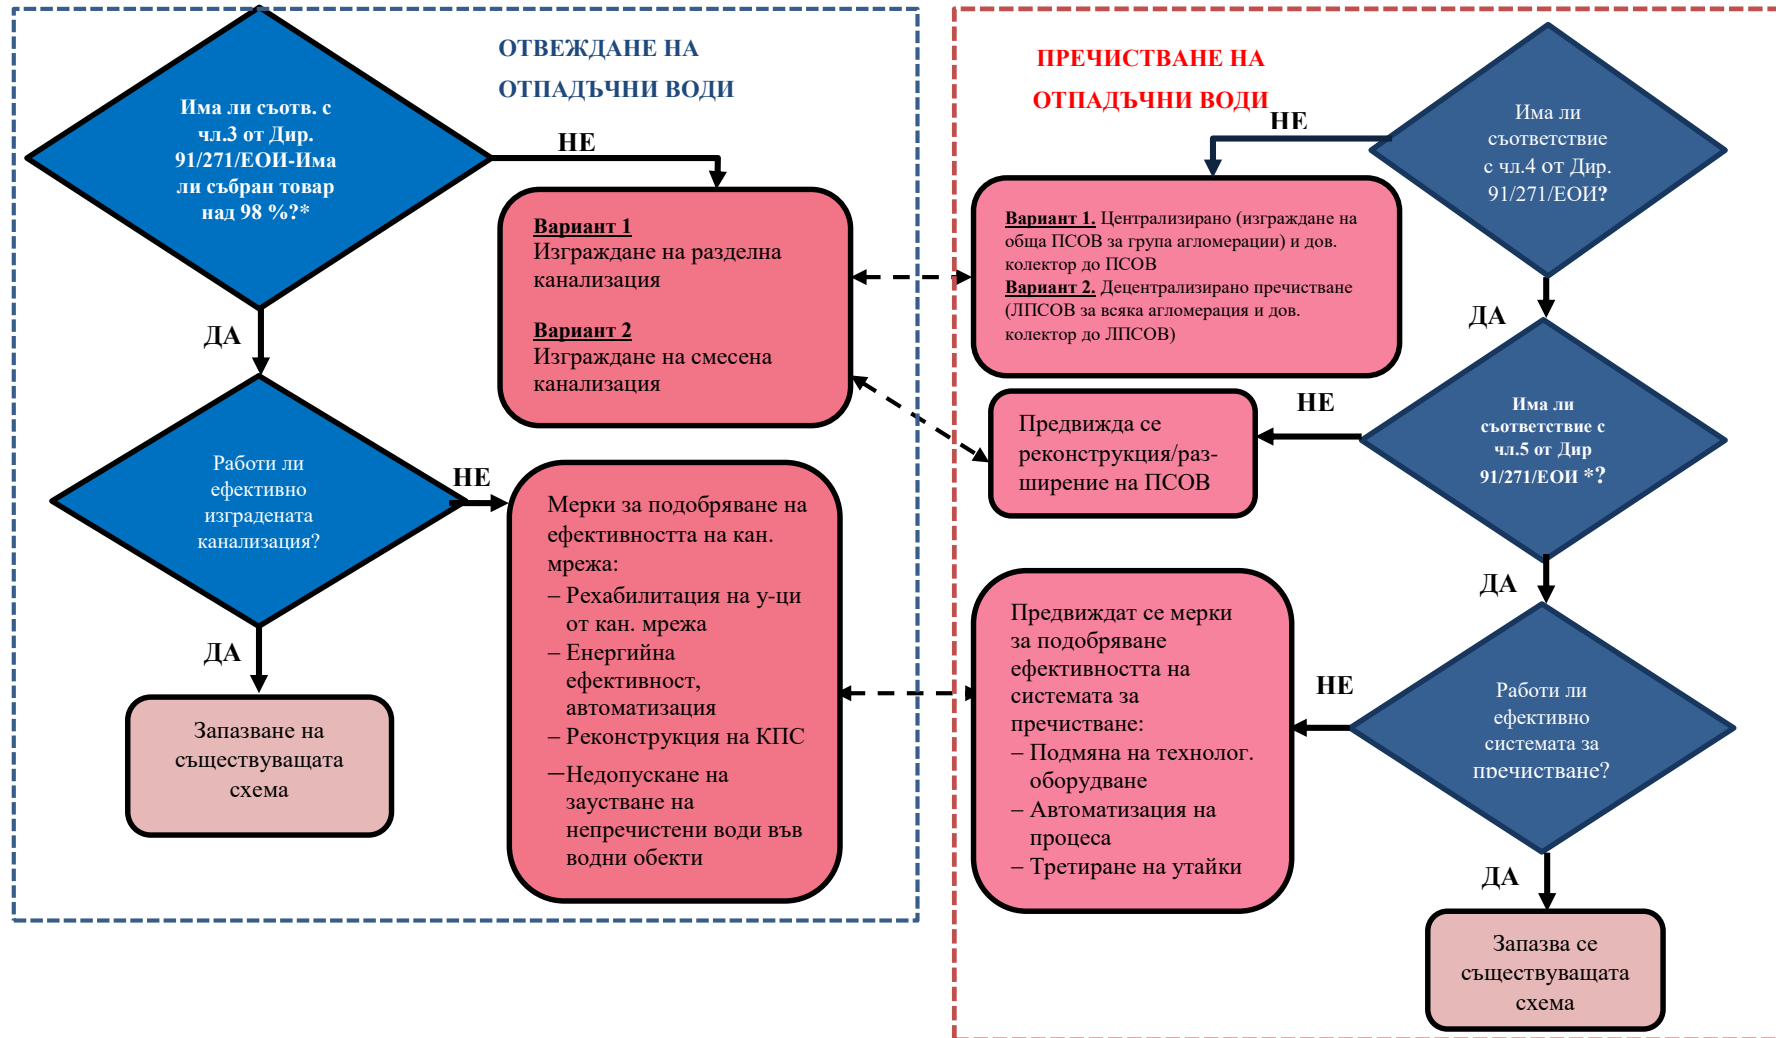 ОТВЕЖДАНЕ НА
ОТПАДЪЧНИ ВОДИ
Има ли съотв. с
чл.3 от Дир.
91/271/ЕОИ-Има
ли събран товар
над 98 %?*
НЕ
Вариант 1
Изграждане на разделна
канализация
Вариант 2
Изграждане на смесена
канализация
ДА
Работи ли
ефективно
изградената
канализация?
НЕ
Мерки за подобряване на
ефективността на кан.
мрежа:
– Рехабилитация на у-ци
от кан. мрежа
– Енергийна
ефективност,
автоматизация
– Реконструкция на КПС
–Недопускане на
заустване на
непречистени води във
водни обекти
ДА
Запазване на
съществуващата
схема
ПРЕЧИСТВАНЕ НА
ОТПАДЪЧНИ ВОДИ
Има ли
съответствие
с чл.4 от Дир.
91/271/ЕОИ?
НЕ
Вариант 1. Централизирано (изграждане на
обща ПСОВ за група агломерации) и дов.
колектор до ПСОВ
Вариант 2. Децентрализирано пречистване
(ЛПСОВ за всяка агломерация и дов.
колектор до ЛПСОВ)
ДА
Има ли
съответствие с
чл.5 от Дир
91/271/ЕОИ *?
НЕ
Предвижда се
реконструкция/раз-
ширение на ПСОВ
ДА
Работи ли
ефективно
системата за
пречистване?
НЕ
Предвиждат се мерки
за подобряване
ефективността на
системата за
пречистване:
– Подмяна на технолог.
оборудване
– Автоматизация на
процеса
– Третиране на утайки
ДА
Запазва се
съществуващата
схема